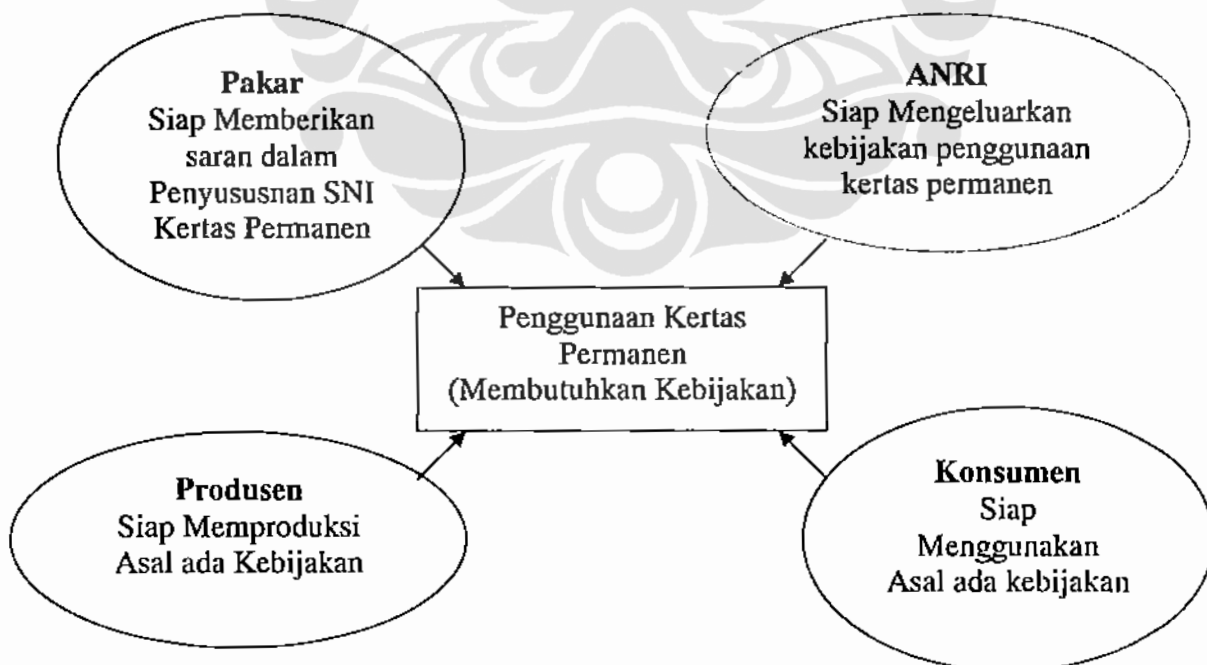 Pakar
Siap Memberikan
saran dalam
Penyususnan SNI
Kertas Permanen
ANRI
Siap Mengeluarkan
kebijakan penggunaan
kertas permanen
Penggunaan Kertas
Permanen
(Membutuhkan Kebijakan)
Produsen
Siap Memproduksi
Asal ada Kebijakan
Konsumen
Siap
Menggunakan
Asal ada kebijakan